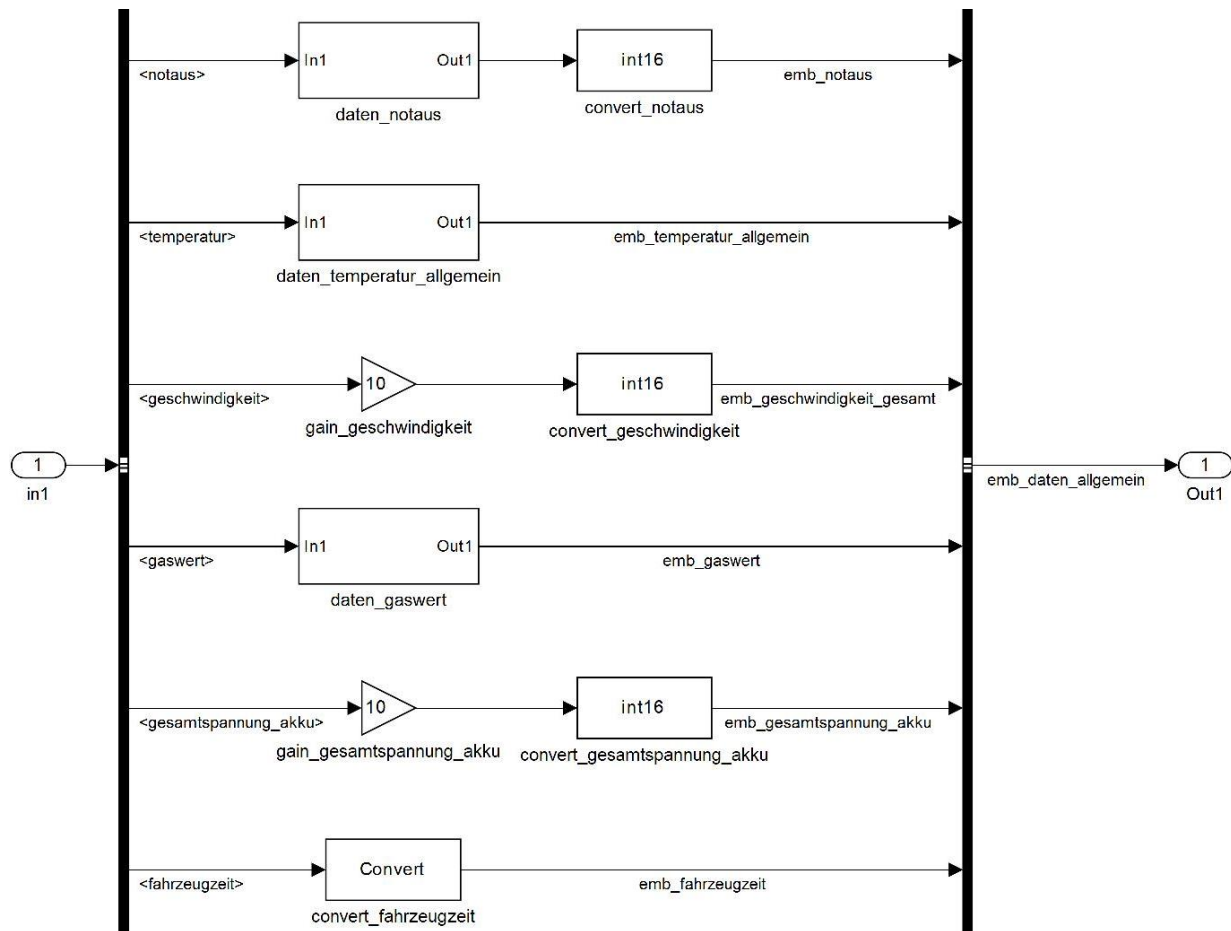 In1 Out1 int16
<notaus> emb_notaus
daten_notaus convert_notaus
In1 Out1
<temperatur> emb_temperatur_allgemein
daten_temperatur_allgemein
10 int16
<geschwindigkeit> emb_geschwindigkeit_gesamt
gain_geschwindigkeit convert_geschwindigkeit
1 1
emb_daten_allgemein
in1 Out1
In1 Out1
<gaswert> emb_gaswert
daten_gaswert
10 int16
<gesamtspannung_akku> emb_gesamtspannung_akku
gain_gesamtspannung_akku convert_gesamtspannung_akku
Convert
<fahrzeugzeit> emb_fahrzeugzeit
convert_fahrzeugzeit